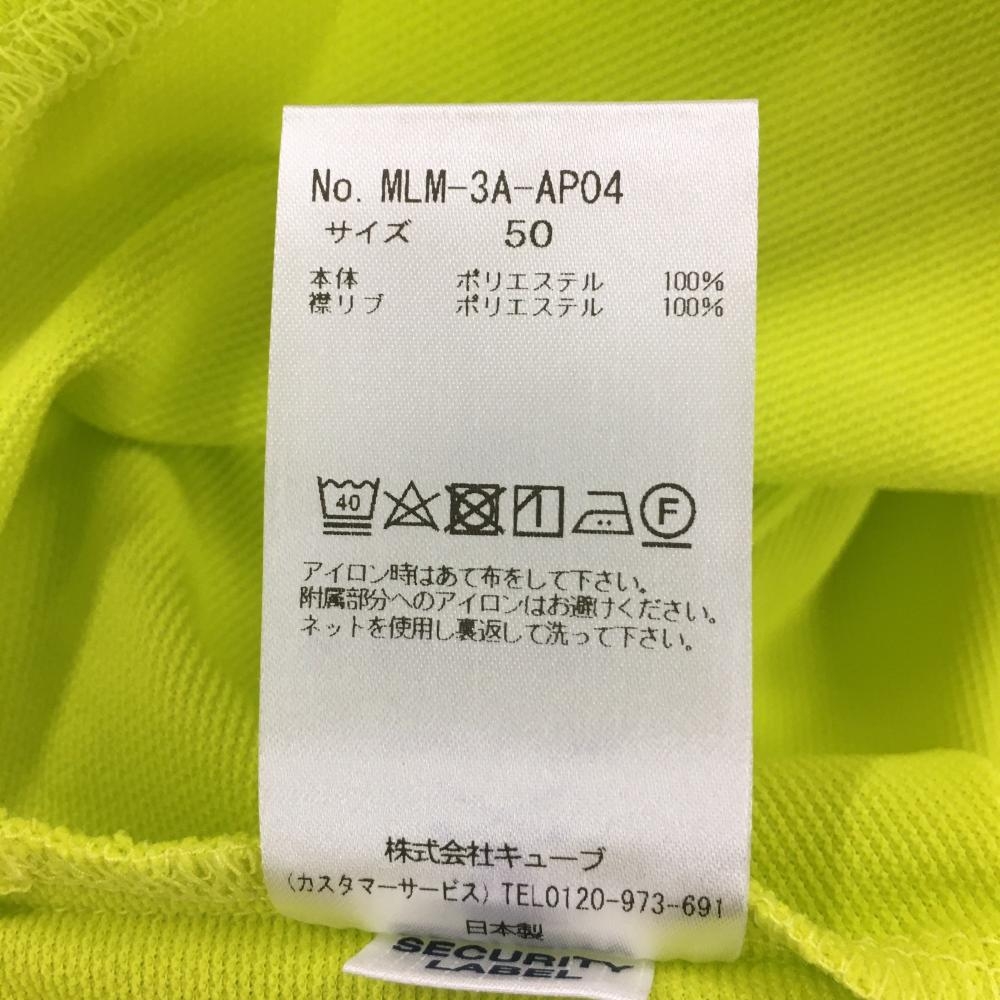 No. MLM-3A-AP04
サイズ 50
本体 ポリエステル 100%
襟リブ ポリエステル 100%
40 F
アイロン時はあて布をして下さい。
附属部分へのアイロンはお避けください。
ネットを使用し裏返して洗って下さい。
株式会社キューブ
(カスタマーサービス) TEL0120-973-691
日本製
SECURITY
LABEL